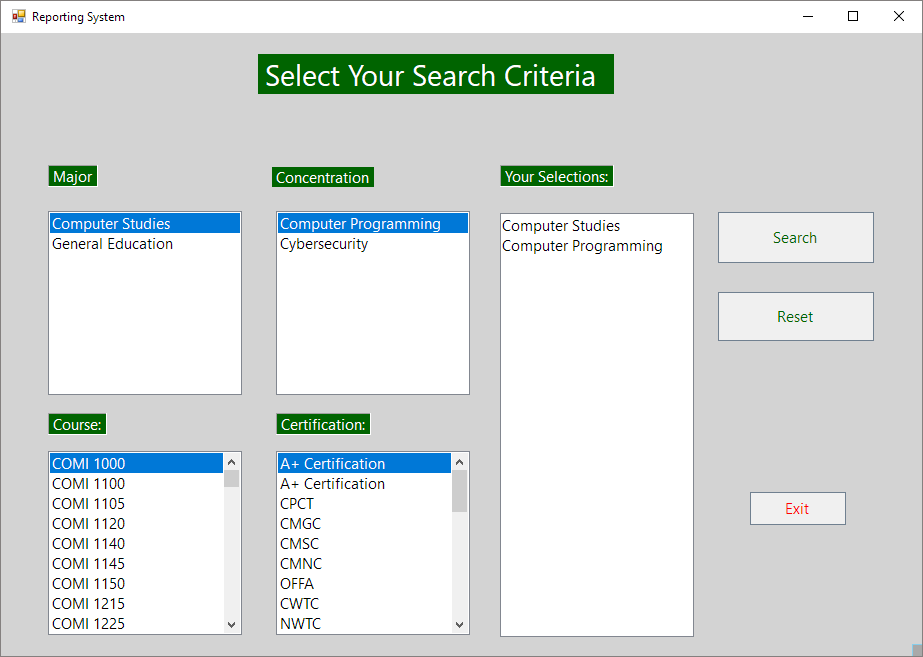 Reporting System
Select Your Search Criteria
Major
Concentration
Your Selections:
Computer Studies
General Education
Computer Programming
Cybersecurity
Computer Studies
Computer Programming
Search
Reset
Course:
Certification:
COMI 1000
COMI 1100
COMI 1105
COMI 1120
COMI 1140
COMI 1145
COMI 1150
COMI 1215
COMI 1225
A+ Certification
A+ Certification
CPCT
CMGC
CMSC
CMNC
OFFA
CWTC
NWTC
Exit